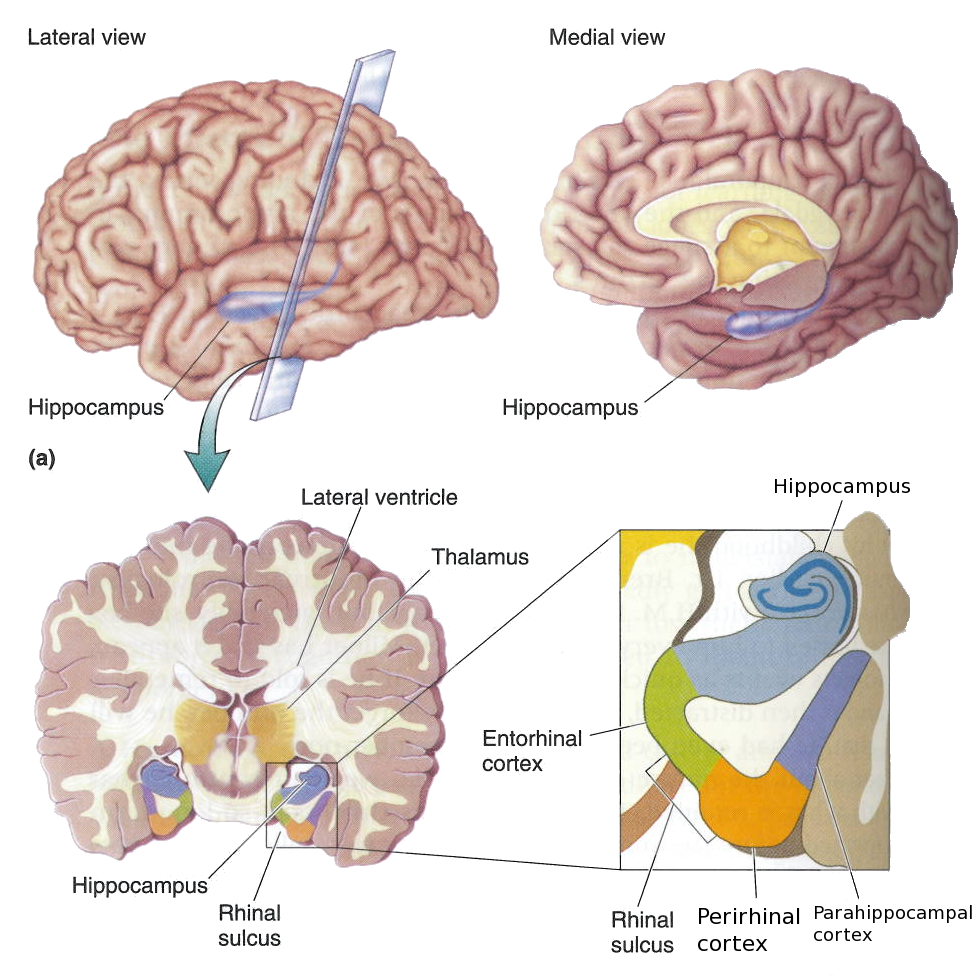 Lateral view
Medial view
Hippocampus
Hippocampus
(a)
Lateral ventricle
Thalamus
Hippocampus
Entorhinal
cortex
Hippocampus
Rhinal
sulcus
Rhinal
sulcus
Perirhinal
cortex
Parahippocampal
cortex